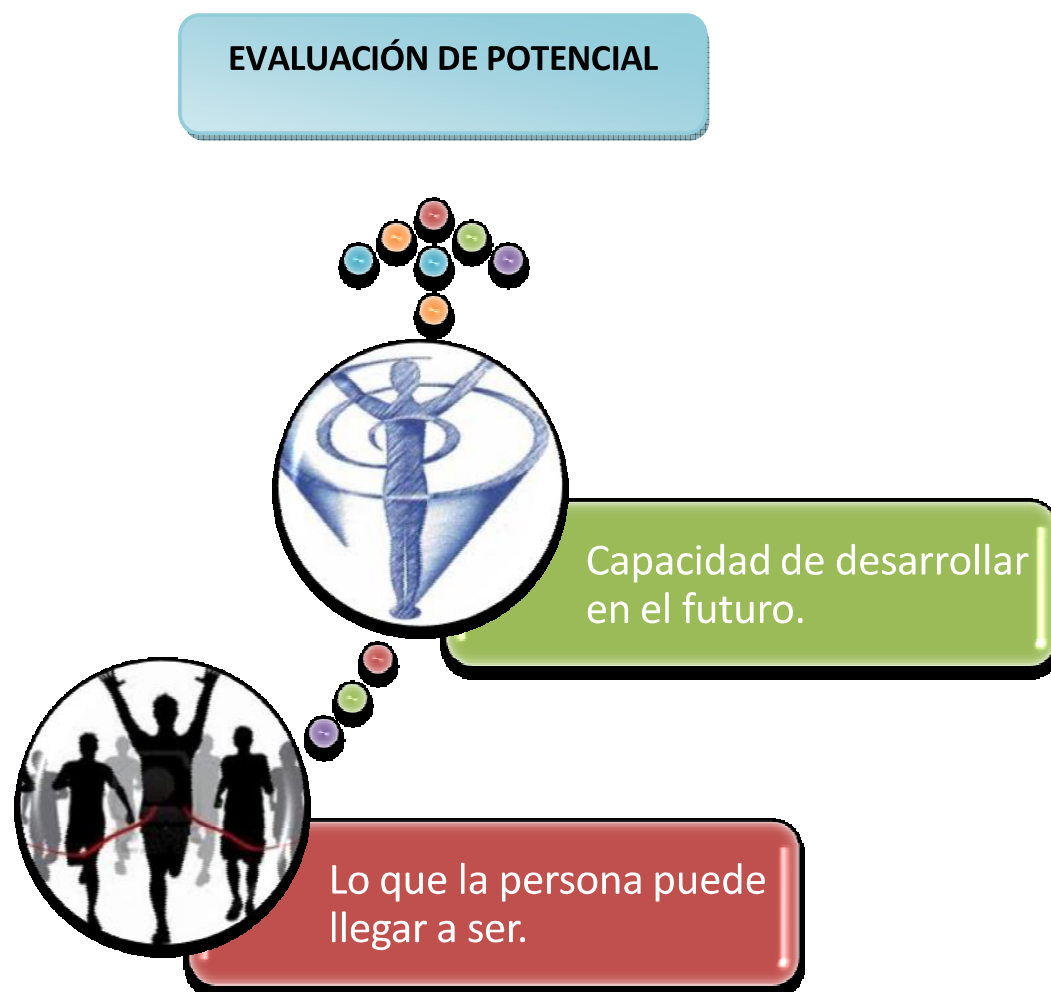 EVALUACIÓN DE POTENCIAL
Capacidad de desarrollar
en el futuro.
Lo que la persona puede
llegar a ser.